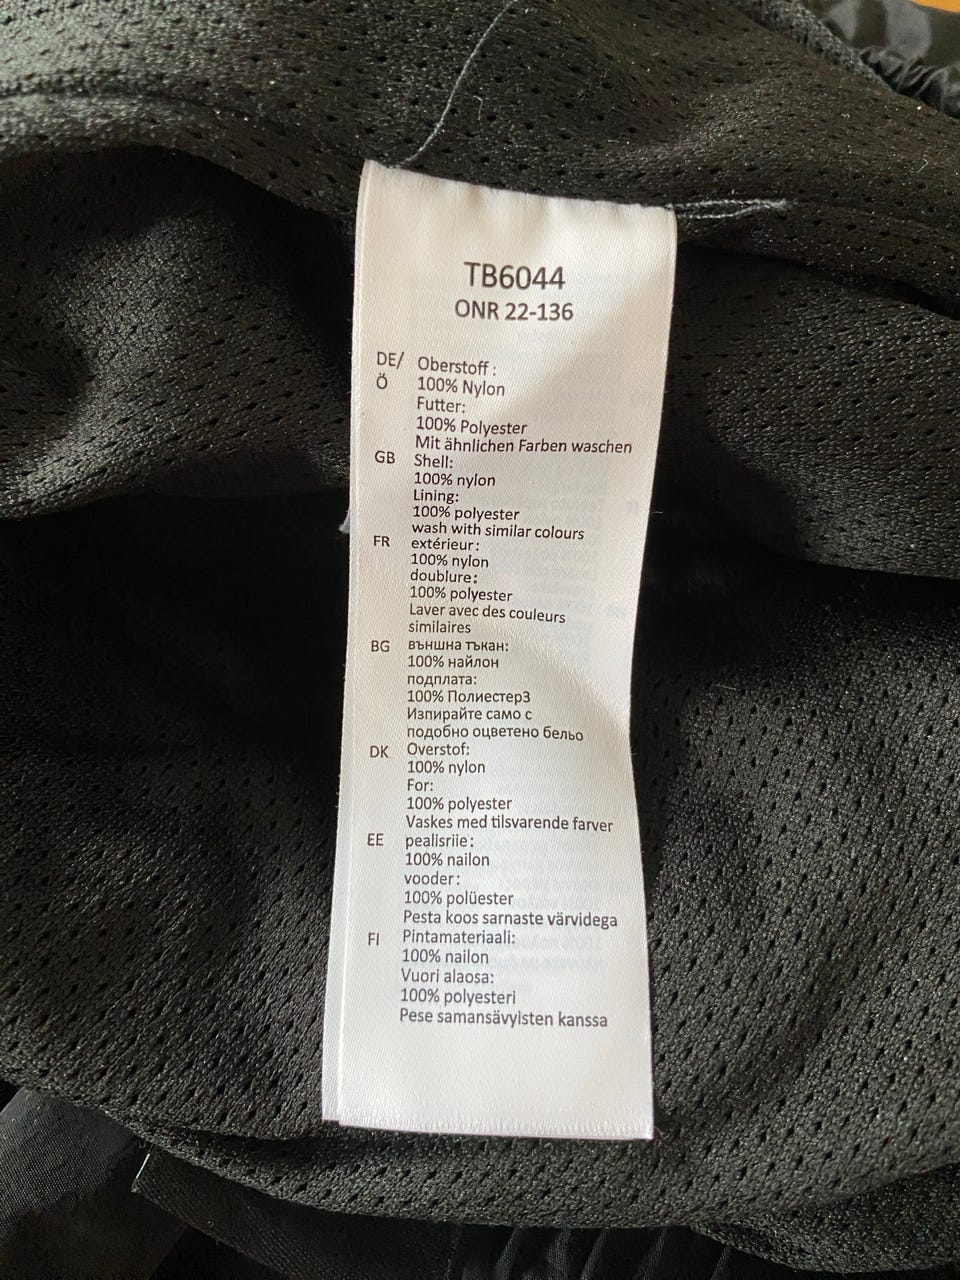 TB6044
ONR 22-136
DE/ Oberstoff :
Ö 100% Nylon
Futter:
100% Polyester
Mit ähnlichen Farben waschen
GB Shell:
100% nylon
Lining:
100% polyester
wash with similar colours
FR extérieur :
100% nylon
doublure :
100% polyester
Laver avec des couleurs
similaires
BG външна тъкан:
100% найлон
подплата:
100% Полиестер3
Изпирайте само с
подобно оцветено бельо
DK Overstof:
100% nylon
For:
100% polyester
Vaskes med tilsvarende farver
EE pealisriie :
100% nailon
vooder :
100% polüester
Pesta koos sarnaste värvidega
FI Pintamateriaali:
100% nailon
Vuori alaosa:
100% polyesteri
Pese samansävyisten kanssa